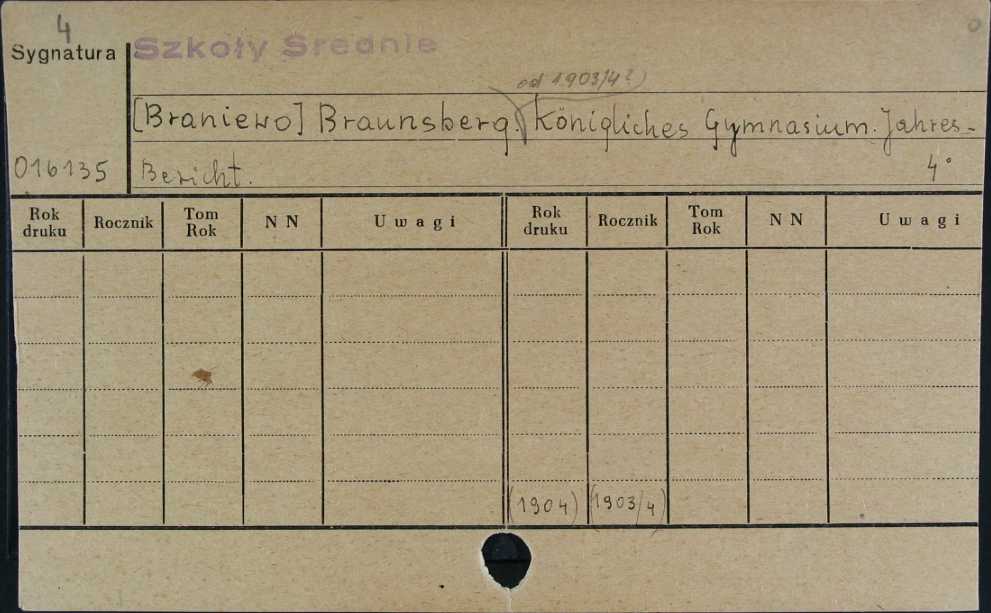 4
Sygnatura Szkoły Średnie
od 1903/4?)
[Braniewo] Braunsberg. Königliches Gymnasium. Jahres-
016135 Bericht. 4°
Rok druku Rocznik Tom Rok N N Uwagi Rok druku Rocznik Tom Rok N N Uwagi
(1904) (1903/4)